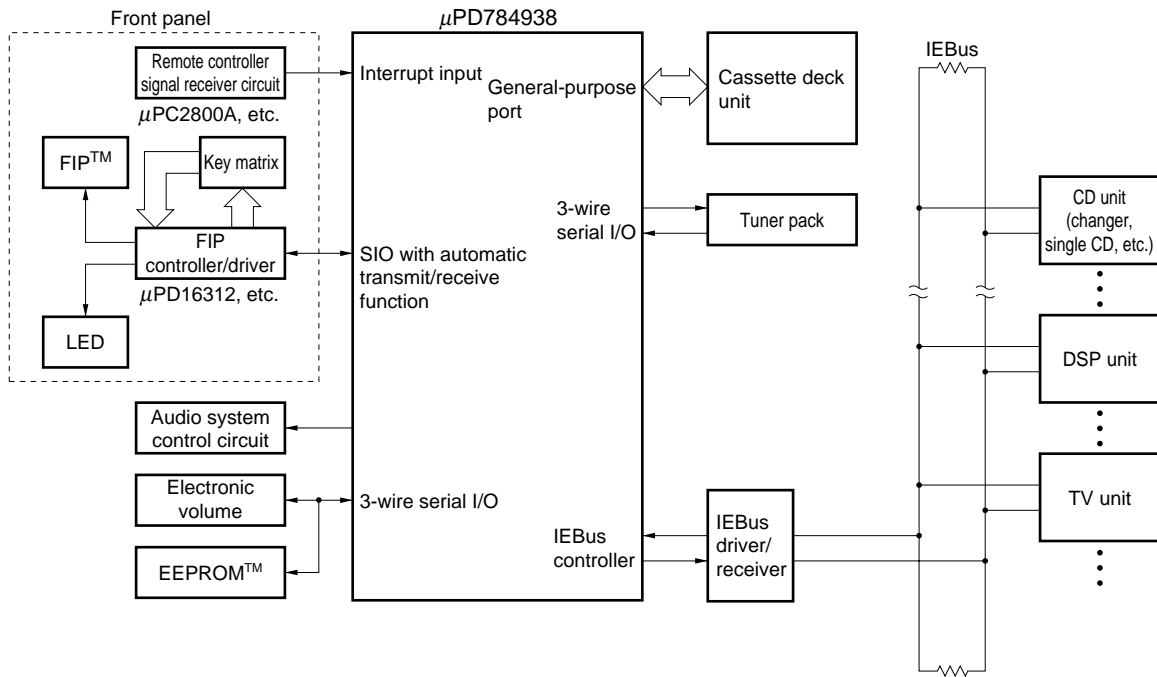 Front panel
μPD784938
Remote controller
signal receiver circuit
μPC2800A, etc.
FIP™
Key matrix
FIP
controller/driver
μPD16312, etc.
LED
Audio system
control circuit
Electronic
volume
EEPROM™
Interrupt input
General-purpose
port
SIO with automatic
transmit/receive
function
3-wire
serial I/O
3-wire serial I/O
IEBus
controller
Cassette deck
unit
Tuner pack
IEBus
driver/
receiver
IEBus
CD unit
(changer,
single CD, etc.)
DSP unit
TV unit